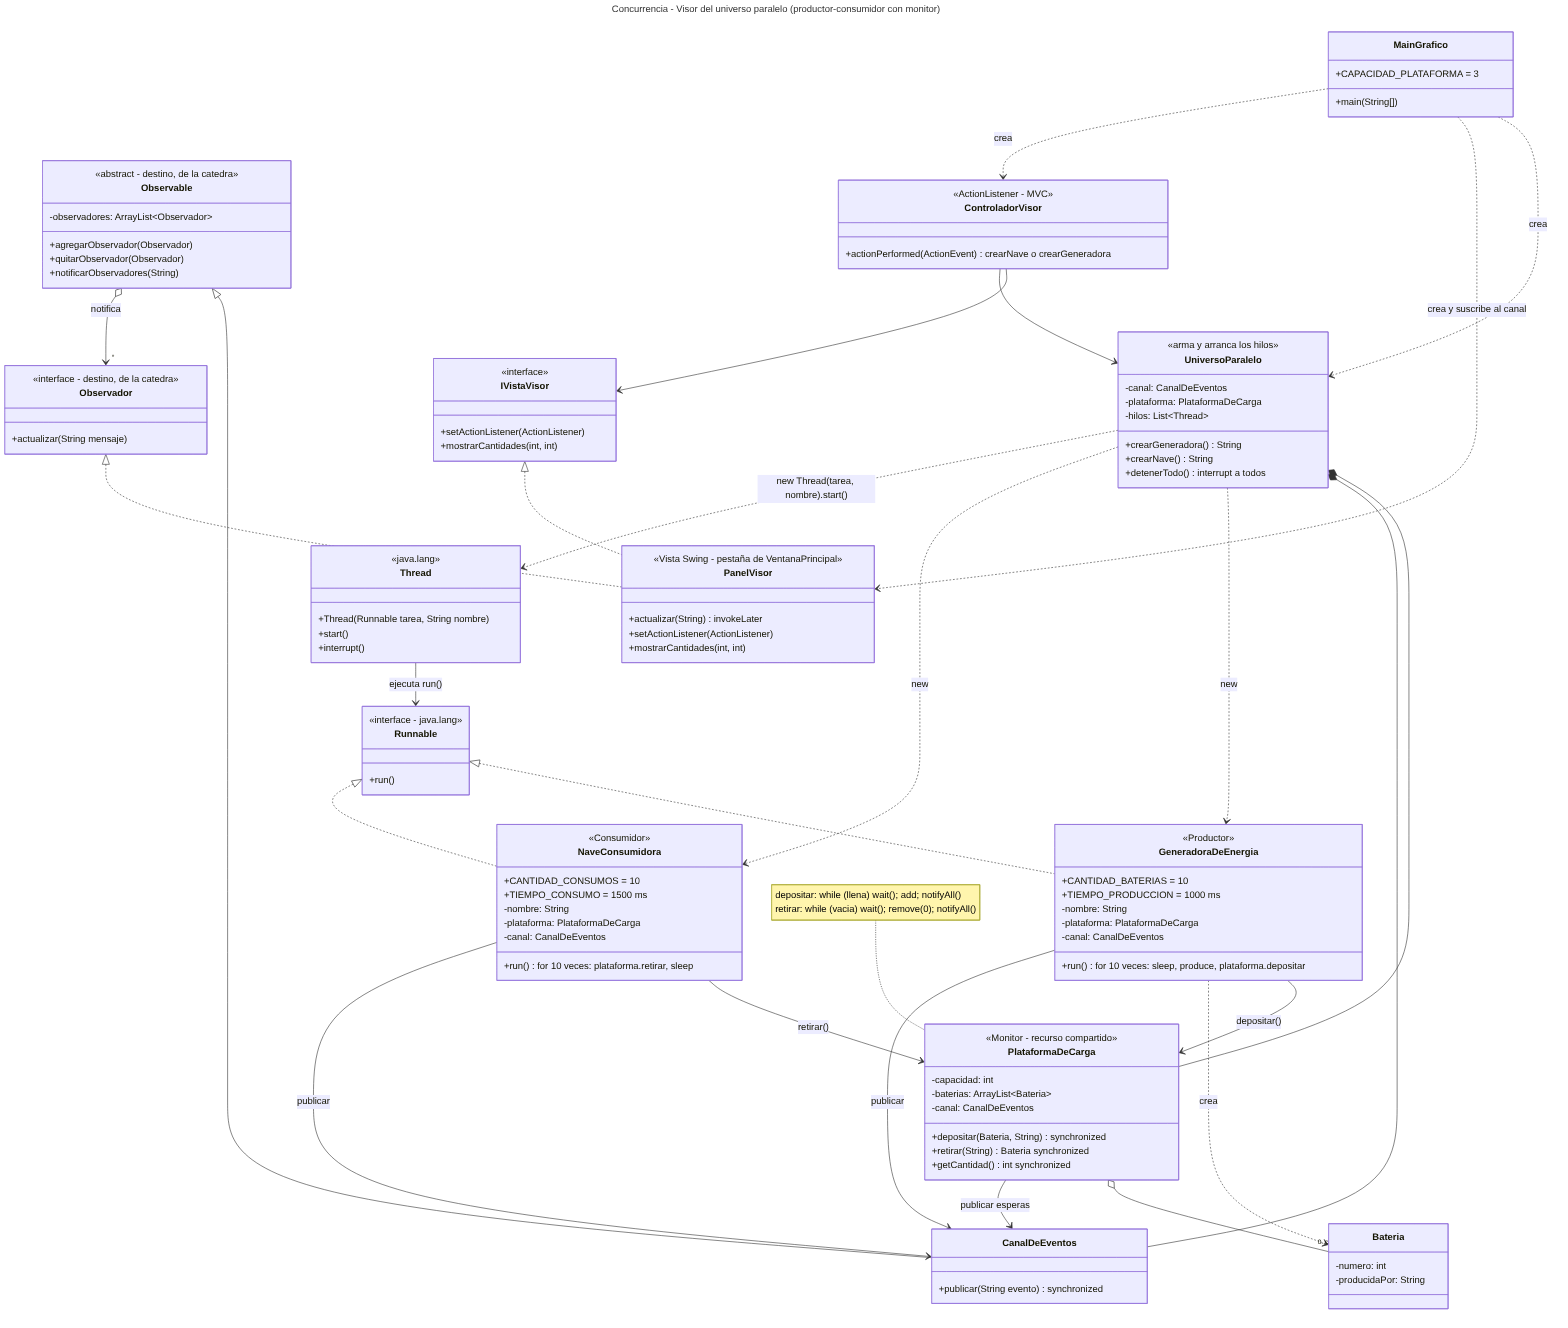 Concurrencia - Visor del universo paralelo (productor-consumidor con monitor)
MainGrafico
+CAPACIDAD_PLATAFORMA = 3
+main(String[])
crea
«abstract - destino, de la catedra»
Observable
-observadores: ArrayList<Observador>
+agregarObservador(Observador)
+quitarObservador(Observador)
+notificarObservadores(String)
«ActionListener - MVC»
ControladorVisor
+actionPerformed(ActionEvent) : crearNave o crearGeneradora
crea
notifica
crea y suscribe al canal
*
«interface - destino, de la catedra»
Observador
+actualizar(String mensaje)
«interface»
IVistaVisor
+setActionListener(ActionListener)
+mostrarCantidades(int, int)
«arma y arranca los hilos»
UniversoParalelo
-canal: CanalDeEventos
-plataforma: PlataformaDeCarga
-hilos: List<Thread>
+crearGeneradora() : String
+crearNave() : String
+detenerTodo() : interrupt a todos
new Thread(tarea,
nombre).start()
«java.lang»
Thread
+Thread(Runnable tarea, String nombre)
+start()
+interrupt()
«Vista Swing - pestaña de VentanaPrincipal»
PanelVisor
+actualizar(String) : invokeLater
+setActionListener(ActionListener)
+mostrarCantidades(int, int)
ejecuta run()
new
new
«interface - java.lang»
Runnable
+run()
«Consumidor»
NaveConsumidora
+CANTIDAD_CONSUMOS = 10
+TIEMPO_CONSUMO = 1500 ms
-nombre: String
-plataforma: PlataformaDeCarga
-canal: CanalDeEventos
+run() : for 10 veces: plataforma.retirar, sleep
depositar: while (llena) wait(); add; notifyAll()
retirar: while (vacia) wait(); remove(0); notifyAll()
«Productor»
GeneradoraDeEnergia
+CANTIDAD_BATERIAS = 10
+TIEMPO_PRODUCCION = 1000 ms
-nombre: String
-plataforma: PlataformaDeCarga
-canal: CanalDeEventos
+run() : for 10 veces: sleep, produce, plataforma.depositar
retirar()
depositar()
«Monitor - recurso compartido»
PlataformaDeCarga
-capacidad: int
-baterias: ArrayList<Bateria>
-canal: CanalDeEventos
+depositar(Bateria, String) : synchronized
+retirar(String) : Bateria synchronized
+getCantidad() : int synchronized
publicar
publicar
crea
publicar esperas
CanalDeEventos
+publicar(String evento) : synchronized
Bateria
-numero: int
-producidaPor: String